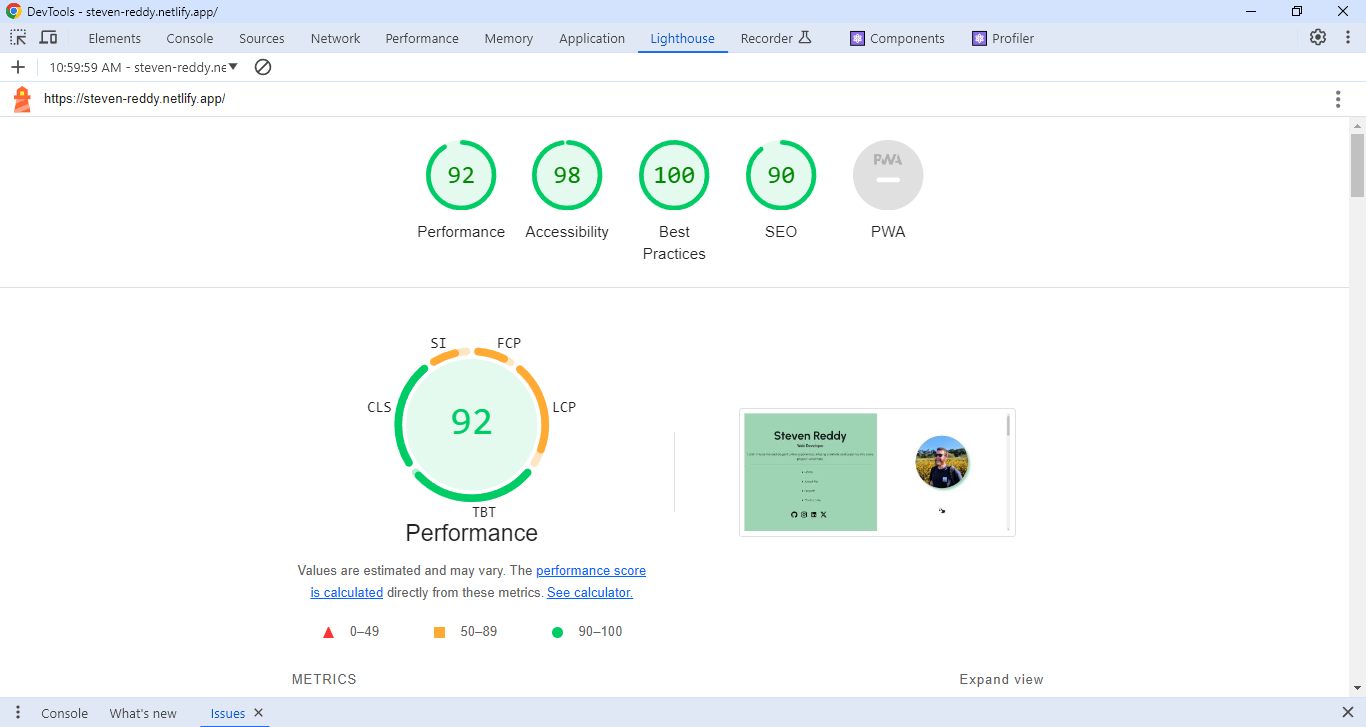 DevTools - steven-reddy.netlify.app/
Elements Console Sources Network Performance Memory Application Lighthouse Recorder Components Profiler
10:59:59 AM - steven-reddy.ne
https://steven-reddy.netlify.app/
92 98 100 90 PWA
Performance Accessibility Best Practices SEO PWA
SI FCP
CLS LCP
92
TBT
Performance
Steven Reddy
Web Developer
Values are estimated and may vary. The performance score
is calculated directly from these metrics. See calculator.
0–49 50–89 90–100
METRICS Expand view
Console What's new Issues